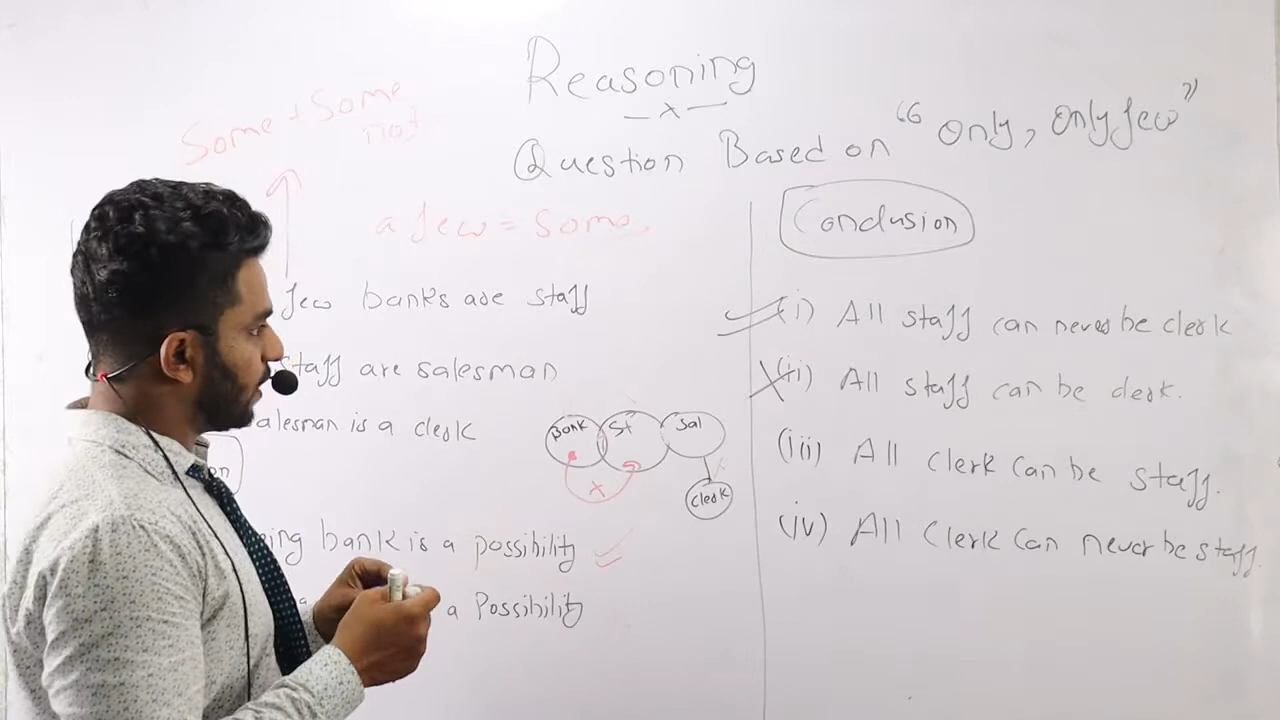 Reasoning
— x —
Question Based on “ Only, Only few ”
Some + Some
not
a few = Some
few banks are staff
staff are salesman
alesman is a clerk
on
ing bank is a possibility
a Possibility
Bank St Sal
x
clerk
Conclusion
(i) All staff can never be clerk
(ii) All staff can be clerk.
(iii) All clerk can be staff.
(iv) All Clerk Can never be staff.